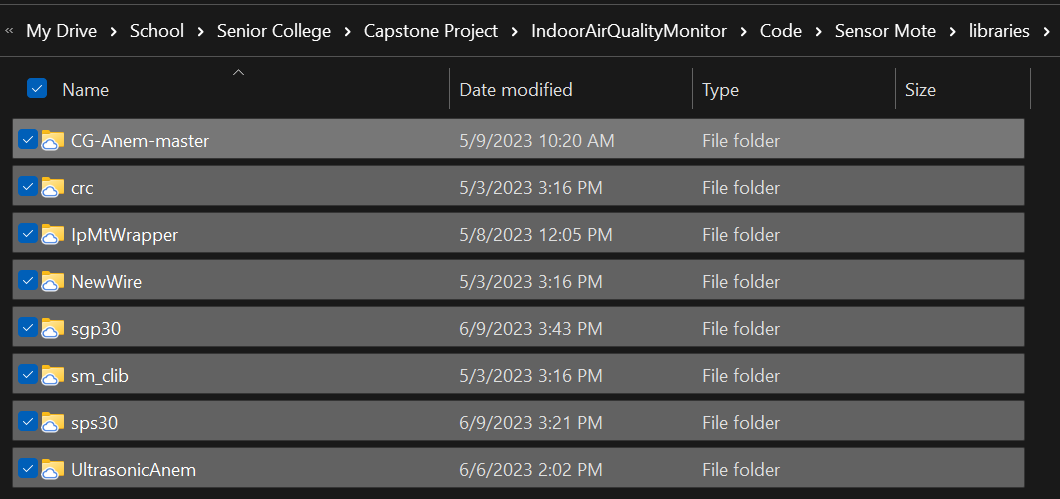 « My Drive > School > Senior College > Capstone Project > IndoorAirQualityMonitor > Code > Sensor Mote > libraries >
Name Date modified Type Size
CG-Anem-master 5/9/2023 10:20 AM File folder
crc 5/3/2023 3:16 PM File folder
IpMtWrapper 5/8/2023 12:05 PM File folder
NewWire 5/3/2023 3:16 PM File folder
sgp30 6/9/2023 3:43 PM File folder
sm_clib 5/3/2023 3:16 PM File folder
sps30 6/9/2023 3:21 PM File folder
UltrasonicAnem 6/6/2023 2:02 PM File folder